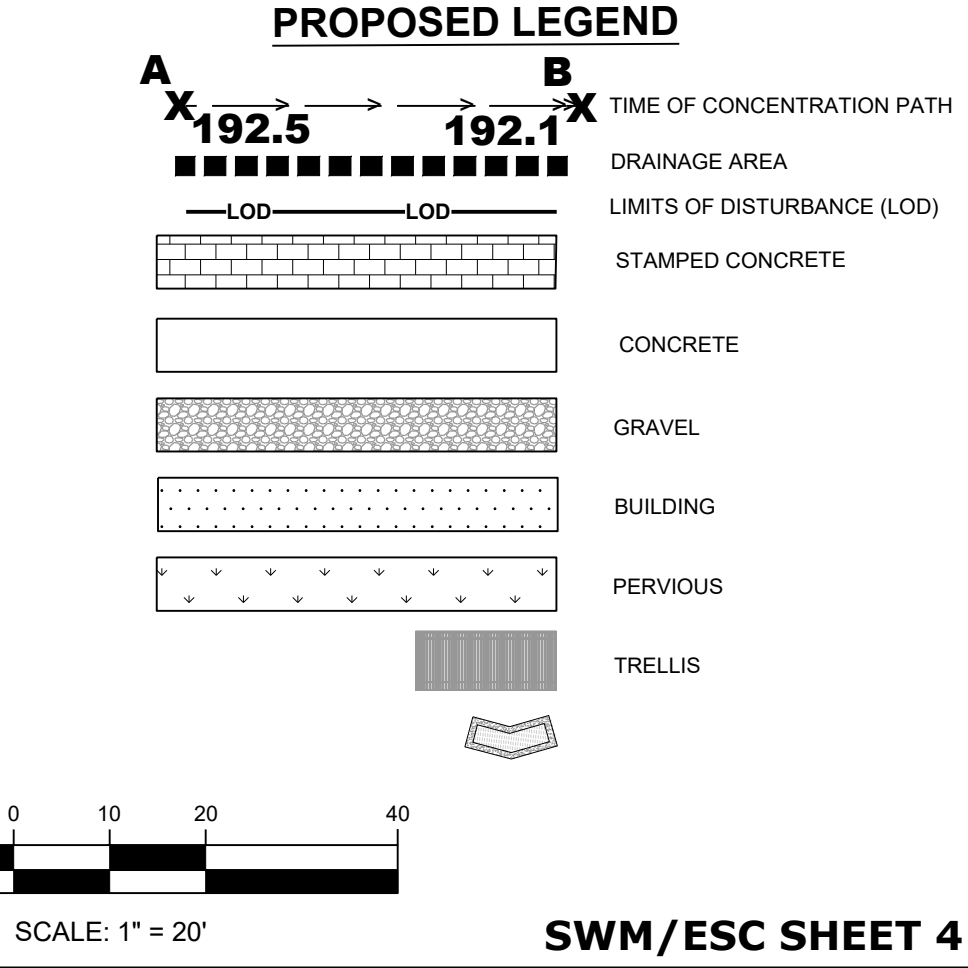 PROPOSED LEGEND
A B
X X TIME OF CONCENTRATION PATH
192.5 192.1
DRAINAGE AREA
LOD LOD LIMITS OF DISTURBANCE (LOD)
STAMPED CONCRETE
CONCRETE
GRAVEL
BUILDING
PERVIOUS
TRELLIS
0 10 20 40
SCALE: 1" = 20'
SWM/ESC SHEET 4